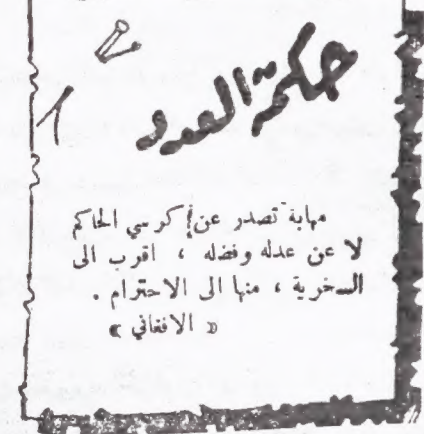 حكمة العدد
مهابة تصدر عن كرسي الحاكم
لا عن عدله وفضله ، اقرب الى
السخرية ، منها الى الاحترام .
« الافغاني »